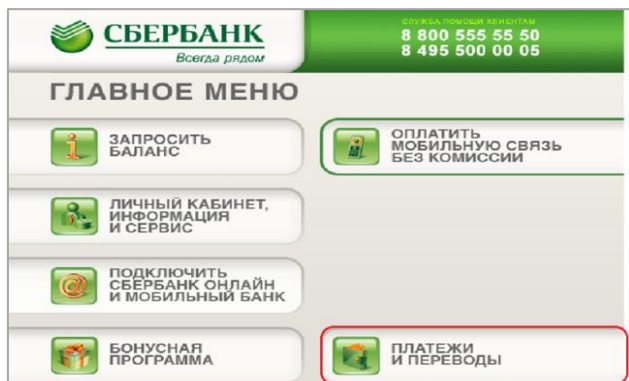 СБЕРБАНК
Всегда рядом
СЛУЖБА ПОМОЩИ КЛИЕНТАМ
8 800 555 55 50
8 495 500 00 05
ГЛАВНОЕ МЕНЮ
ЗАПРОСИТЬ
БАЛАНС
ОПЛАТИТЬ
МОБИЛЬНУЮ СВЯЗЬ
БЕЗ КОМИССИИ
ЛИЧНЫЙ КАБИНЕТ,
ИНФОРМАЦИЯ
И СЕРВИС
ПОДКЛЮЧИТЬ
СБЕРБАНК ОНЛАЙН
И МОБИЛЬНЫЙ БАНК
БОНУСНАЯ
ПРОГРАММА
ПЛАТЕЖИ
И ПЕРЕВОДЫ